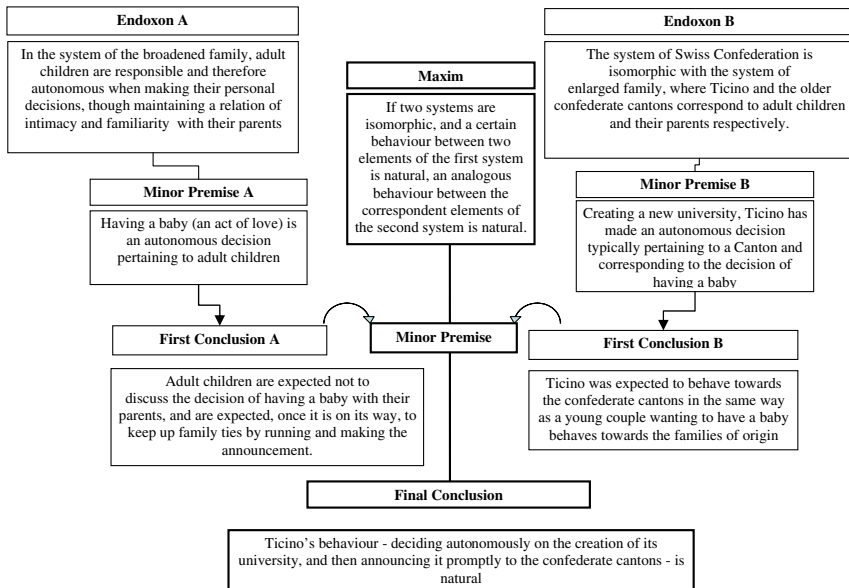 Endoxon A
In the system of the broadened family, adult
children are responsible and therefore
autonomous when making their personal
decisions, though maintaining a relation of
intimacy and familiarity with their parents
Minor Premise A
Having a baby (an act of love) is
an autonomous decision
pertaining to adult children
First Conclusion A
Adult children are expected not to
discuss the decision of having a baby with their
parents, and are expected, once it is on its way, to
keep up family ties by running and making the
announcement.
Maxim
If two systems are
isomorphic, and a certain
behaviour between two
elements of the first system
is natural, an analogous
behaviour between the
correspondent elements of
the second system is natural.
Minor Premise
Endoxon B
The system of Swiss Confederation is
isomorphic with the system of
enlarged family, where Ticino and the older
confederate cantons correspond to adult children
and their parents respectively.
Minor Premise B
Creating a new university, Ticino has
made an autonomous decision
typically pertaining to a Canton and
corresponding to the decision of
having a baby
First Conclusion B
Ticino was expected to behave towards
the confederate cantons in the same way
as a young couple wanting to have a baby
behaves towards the families of origin
Final Conclusion
Ticino's behaviour - deciding autonomously on the creation of its
university, and then announcing it promptly to the confederate cantons - is
natural